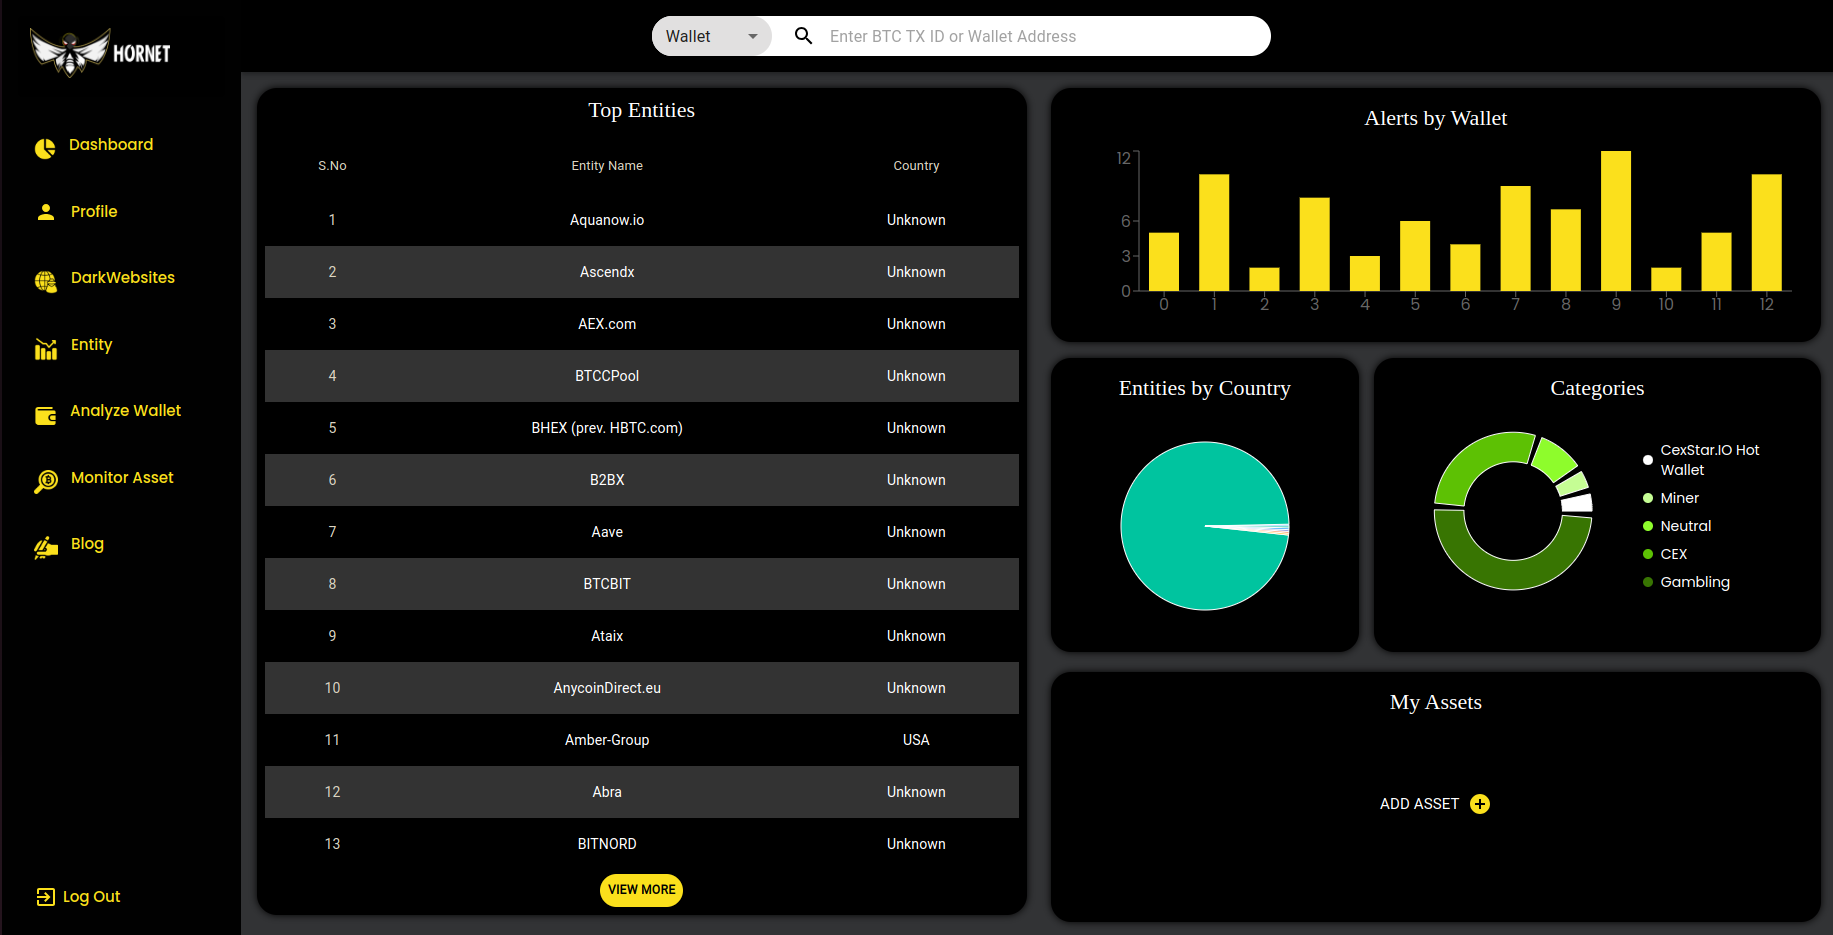 HORNET
Wallet
Enter BTC TX ID or Wallet Address
Dashboard
Profile
DarkWebsites
Entity
Analyze Wallet
Monitor Asset
Blog
Log Out
Top Entities
S.No Entity Name Country
1 Aquanow.io Unknown
2 Ascendx Unknown
3 AEX.com Unknown
4 BTCCPool Unknown
5 BHEX (prev. HBTC.com) Unknown
6 B2BX Unknown
7 Aave Unknown
8 BTCBIT Unknown
9 Ataix Unknown
10 AnycoinDirect.eu Unknown
11 Amber-Group USA
12 Abra Unknown
13 BITNORD Unknown
VIEW MORE
Alerts by Wallet
12
6
3
0
0 1 2 3 4 5 6 7 8 9 10 11 12
Entities by Country
Categories
CexStar.IO Hot
Wallet
Miner
Neutral
CEX
Gambling
My Assets
ADD ASSET